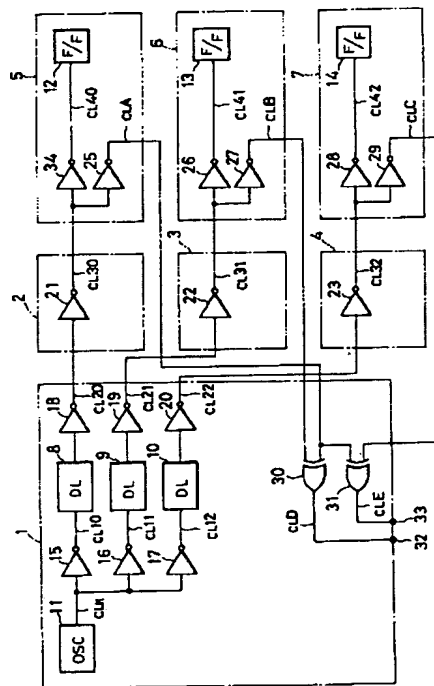 1
11
OSC
CLK
15
16
17
CL10
CL11
CL12
8
DL
9
DL
10
DL
18
19
20
CL20
CL21
CL22
30
31
CLD
CLE
32
33
2
21
CL30
3
22
CL31
4
23
CL32
5
34
25
CL40
CLA
12
F/F
6
26
27
CL41
CLB
13
F/F
7
28
29
CL42
CLC
14
F/F